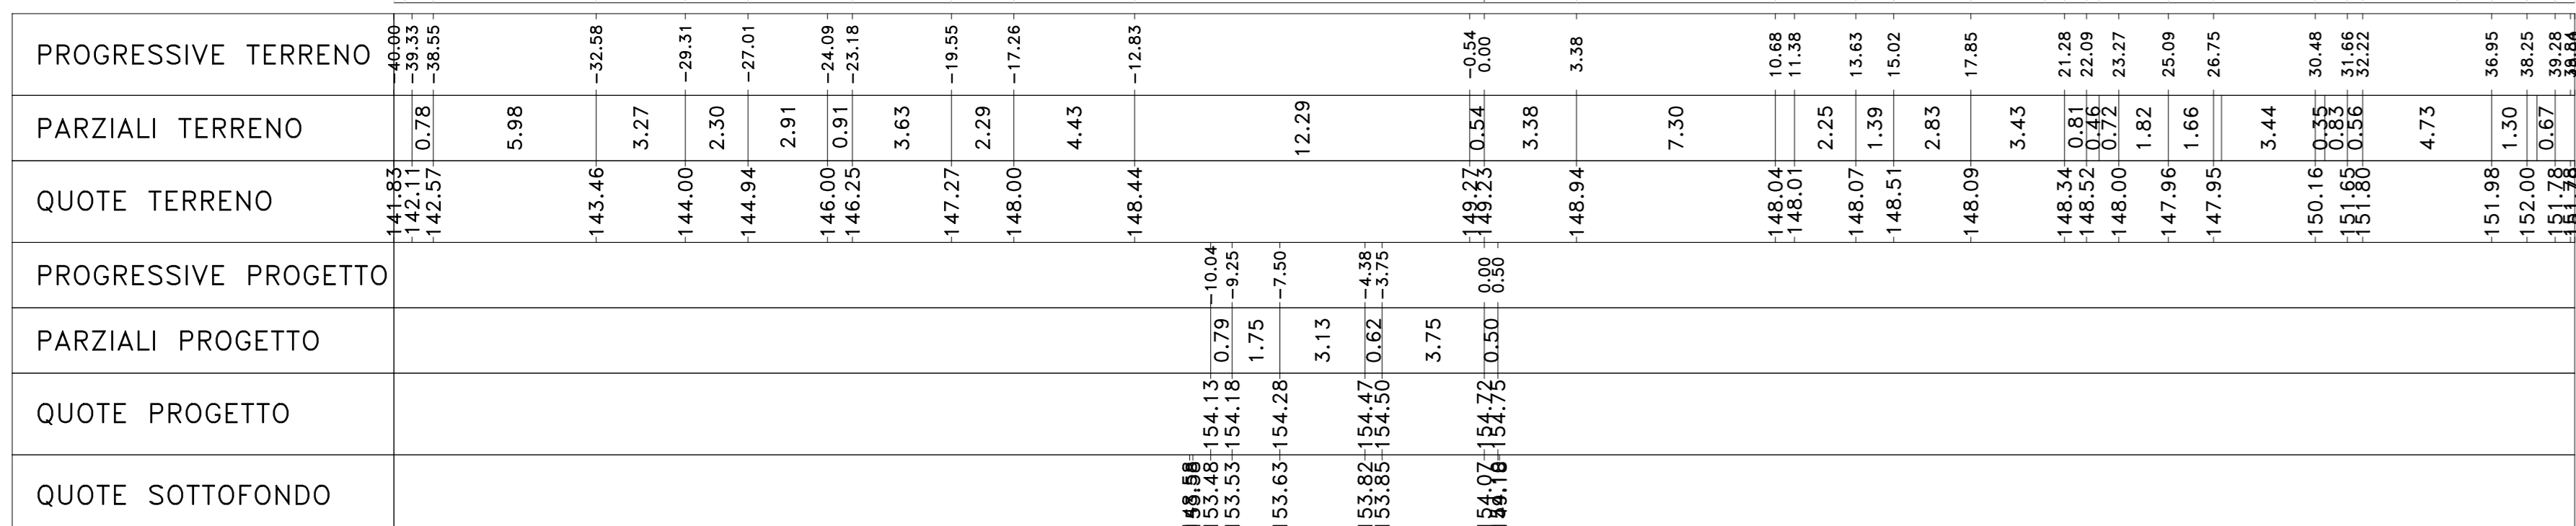 PROGRESSIVE TERRENO -40.00 -39.33 -38.55 -32.58 -29.31 -27.01 -24.09 -23.18 -19.55 -17.26 -12.83 -0.54 0.00 3.38 10.68 11.38 13.63 15.02 17.85 21.28 22.09 23.27 25.09 26.75 30.48 31.66 32.22 36.95 38.25 39.28
PARZIALI TERRENO 0.78 5.98 3.27 2.30 2.91 0.91 3.63 2.29 4.43 12.29 0.54 3.38 7.30 2.25 1.39 2.83 3.43 0.81 0.46 0.72 1.82 1.66 3.44 0.35 0.83 0.56 4.73 1.30 0.67
QUOTE TERRENO 141.83 142.11 142.57 143.46 144.00 144.94 146.00 146.25 147.27 148.00 148.44 149.27 149.23 148.94 148.04 148.01 148.07 148.51 148.09 148.34 148.52 148.00 147.96 147.95 150.16 151.65 151.80 151.98 152.00 151.78
PROGRESSIVE PROGETTO -10.04 -9.25 -7.50 -4.38 -3.75 0.00 0.50
PARZIALI PROGETTO 0.79 1.75 3.13 0.62 3.75 0.50
QUOTE PROGETTO 154.13 154.18 154.28 154.47 154.50 154.72 154.75
QUOTE SOTTOFONDO 153.48 153.53 153.63 153.82 153.85 154.07